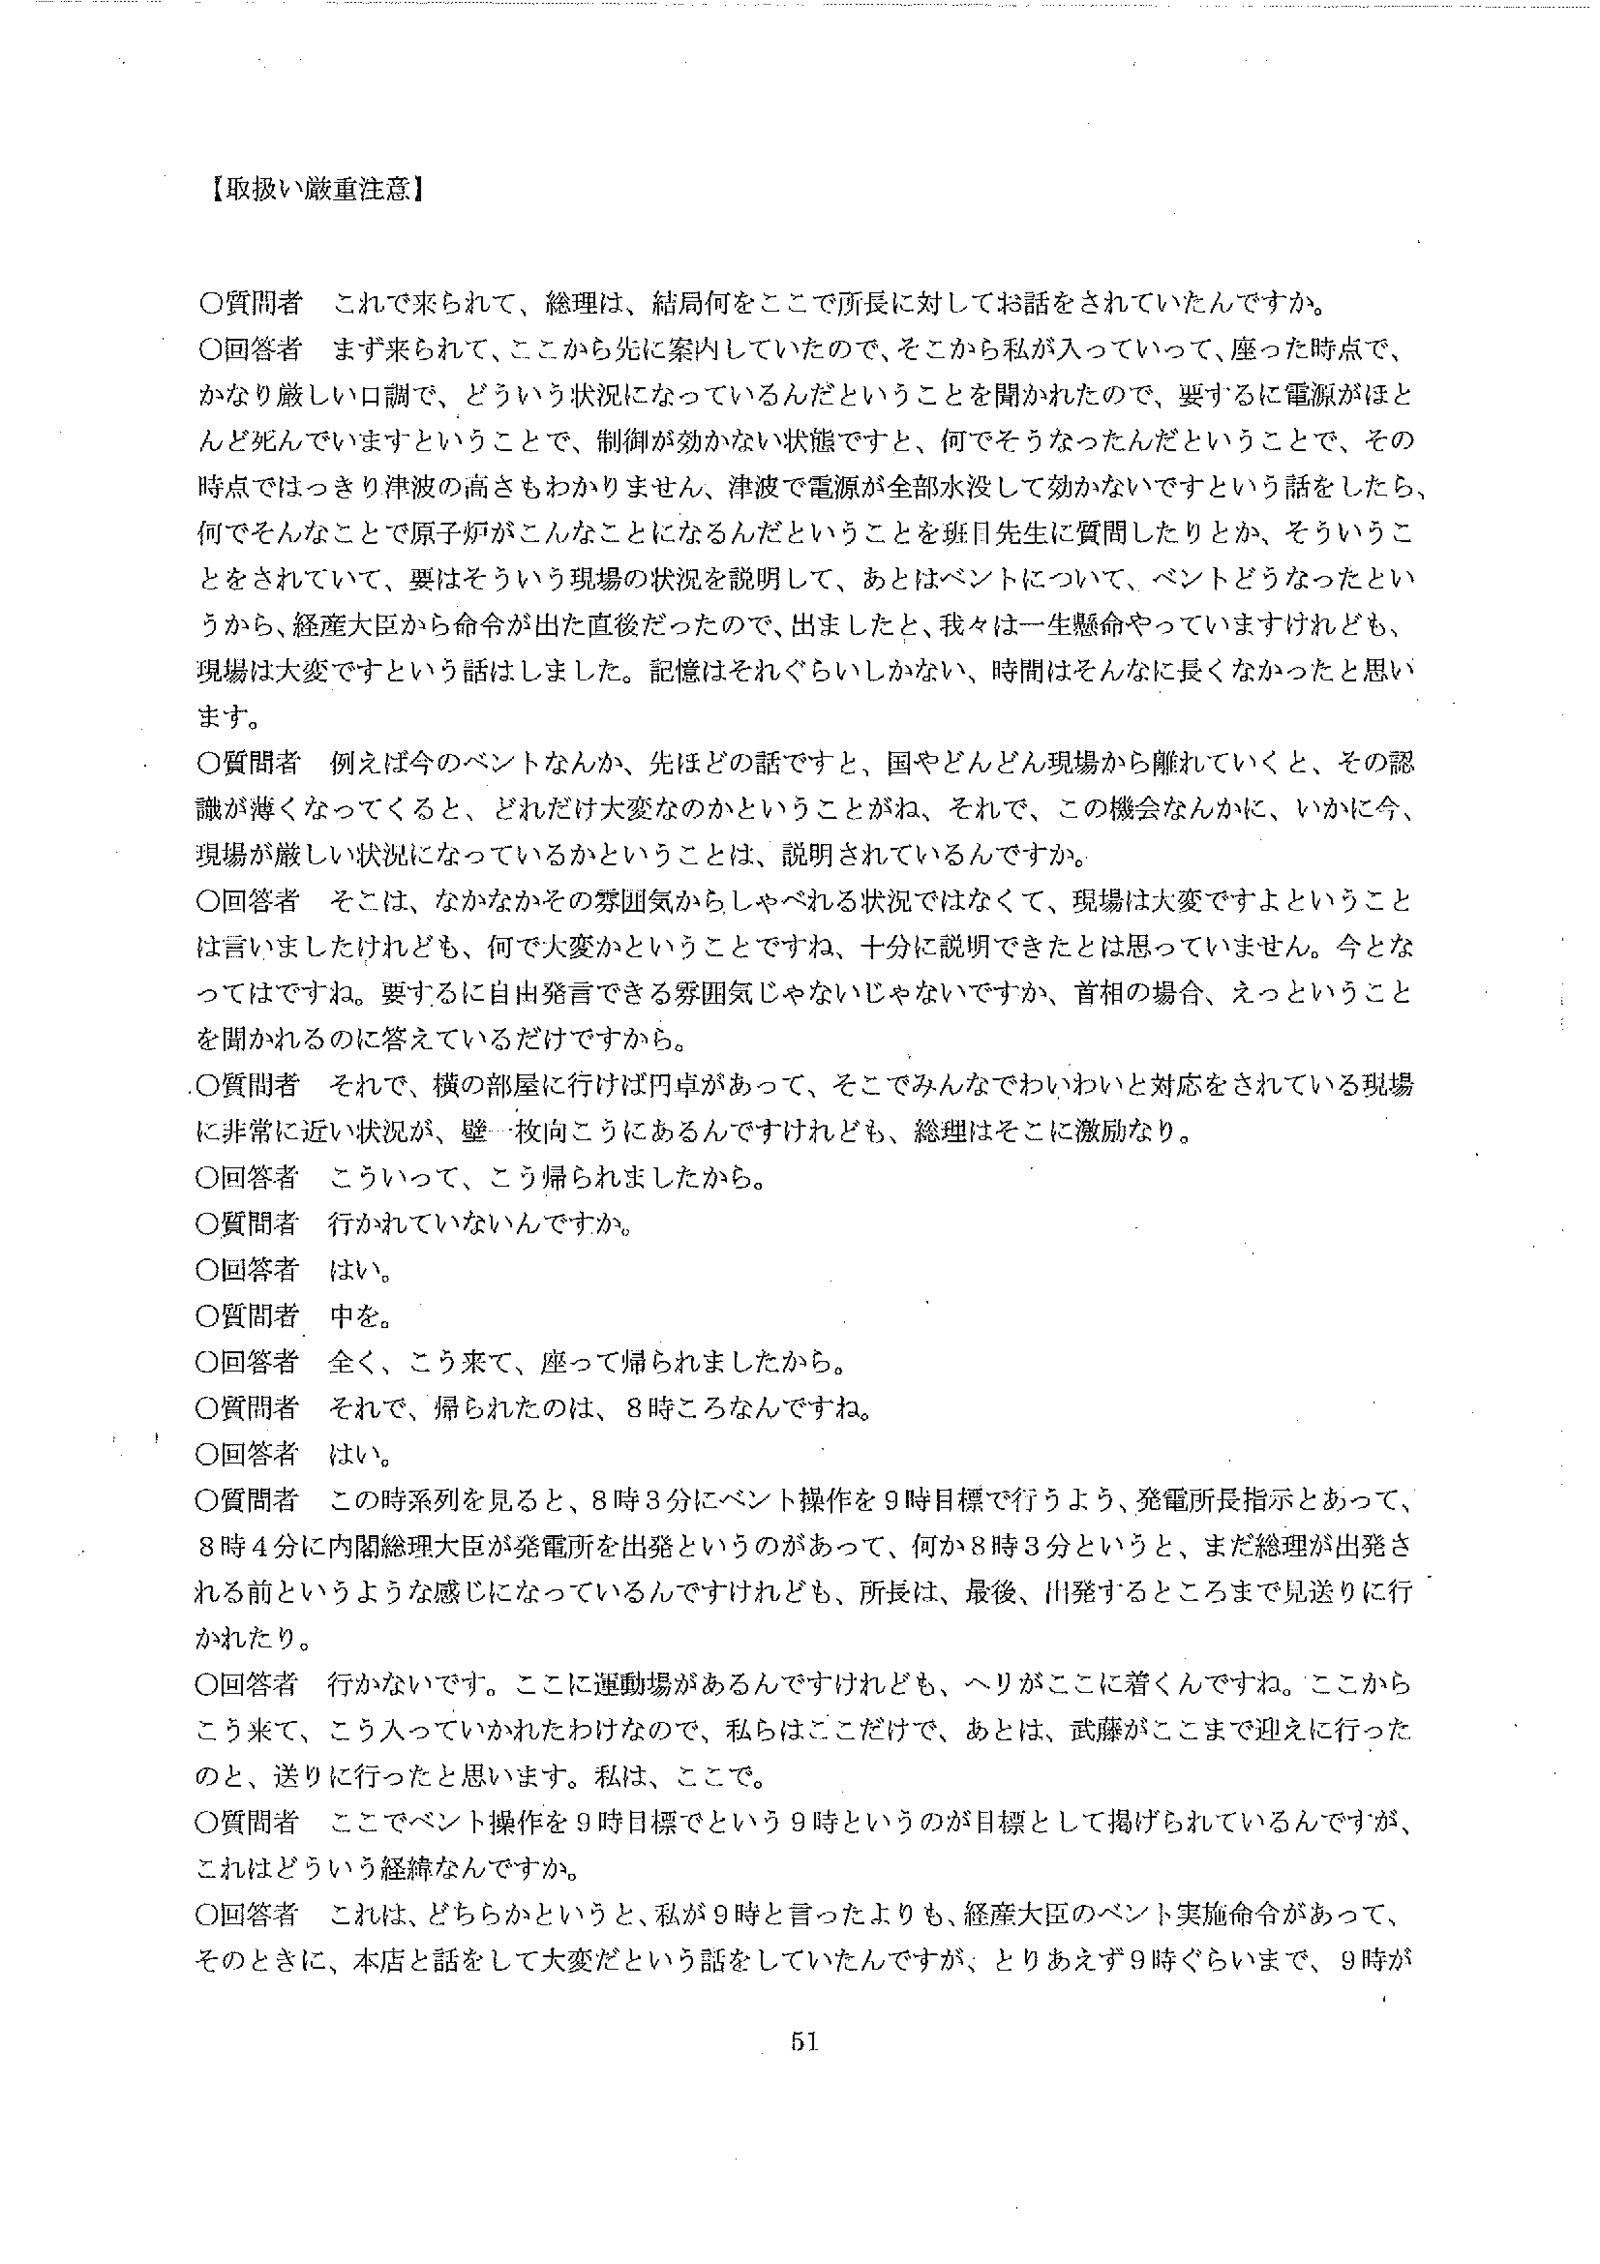 【取扱い厳重注意】
○質問者　これで来られて、総理は、結局何をここで所長に対してお話をされていたんですか。
○回答者　まず来られて、ここから先に案内していたので、そこから私が入っていって、座った時点で、
かなり厳しい口調で、どういう状況になっているんだということを聞かれたので、要するに電源がほと
んど死んでいますということで、制御が効かない状態ですと、何でそうなったんだということで、その
時点ではっきり津波の高さもわかりません、津波で電源が全部水没して効かないですという話をしたら、
何でそんなことで原子炉がこんなことになるんだということを班目先生に質問したりとか、そういうこ
とをされていて、要はそういう現場の状況を説明して、あとはベントについて、ベントどうなったとい
うから、経産大臣から命令が出た直後だったので、出ましたと、我々は一生懸命やっていますけれども、
現場は大変ですという話はしました。記憶はそれぐらいしかない、時間はそんなに長くなかったと思い
ます。
○質問者　例えば今のベントなんか、先ほどの話ですと、国やどんどん現場から離れていくと、その認
識が薄くなってくると、どれだけ大変なのかということがね、それで、この機会なんかに、いかに今、
現場が厳しい状況になっているかということは、説明されているんですか。
○回答者　そこは、なかなかその雰囲気からしゃべれる状況ではなくて、現場は大変ですよということ
は言いましたけれども、何で大変かということですね、十分に説明できたとは思っていません。今とな
ってはですね。要するに自由発言できる雰囲気じゃないじゃないですか、首相の場合、えっということ
を聞かれるのに答えているだけですから。
○質問者　それで、横の部屋に行けば円卓があって、そこでみんなでわいわいと対応をされている現場
に非常に近い状況が、壁一枚向こうにあるんですけれども、総理はそこに激励なり。
○回答者　こういって、こう帰られましたから。
○質問者　行かれていないんですか。
○回答者　はい。
○質問者　中を。
○回答者　全く、こう来て、座って帰られましたから。
○質問者　それで、帰られたのは、8時ころなんですね。
○回答者　はい。
○質問者　この時系列を見ると、8時3分にベント操作を9時目標で行うよう、発電所長指示とあって、
8時4分に内閣総理大臣が発電所を出発というのがあって、何か8時3分というと、まだ総理が出発さ
れる前というような感じになっているんですけれども、所長は、最後、出発するところまで見送りに行
かれたり。
○回答者　行かないです。ここに運動場があるんですけれども、ヘリがここに着くんですね。ここから
こう来て、こう入っていかれたわけなので、私らはここだけで、あとは、武藤がここまで迎えに行った
のと、送りに行ったと思います。私は、ここで。
○質問者　ここでベント操作を9時目標でという9時というのが目標として掲げられているんですが、
これはどういう経緯なんですか。
○回答者　これは、どちらかというと、私が9時と言ったよりも、経産大臣のベント実施命令があって、
そのときに、本店と話をして大変だという話をしていたんですが、とりあえず9時ぐらいまで、9時が
51